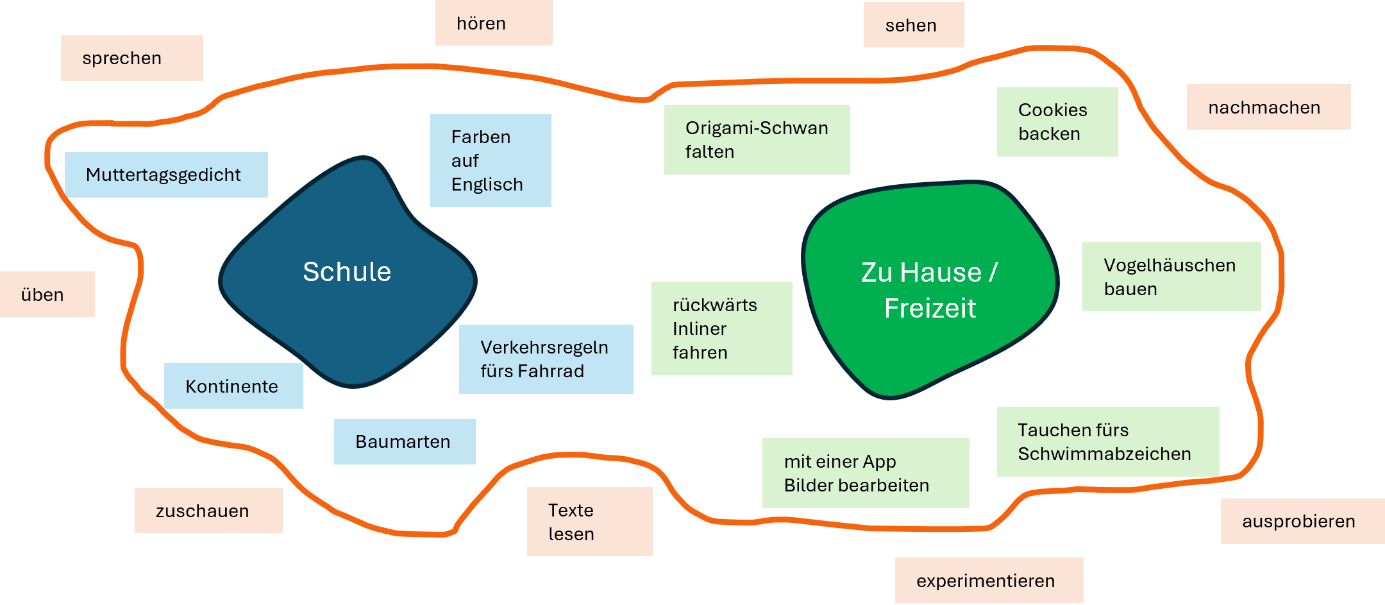 hören
sehen
sprechen
nachmachen
Cookies
backen
Origami-Schwan
falten
Farben
auf
Englisch
Muttertagsgedicht
Schule
Zu Hause /
Freizeit
Vogelhäuschen
bauen
üben
rückwärts
Inliner
fahren
Verkehrsregeln
fürs Fahrrad
Kontinente
Baumarten
Tauchen fürs
Schwimmabzeichen
mit einer App
Bilder bearbeiten
zuschauen
Texte
lesen
ausprobieren
experimentieren